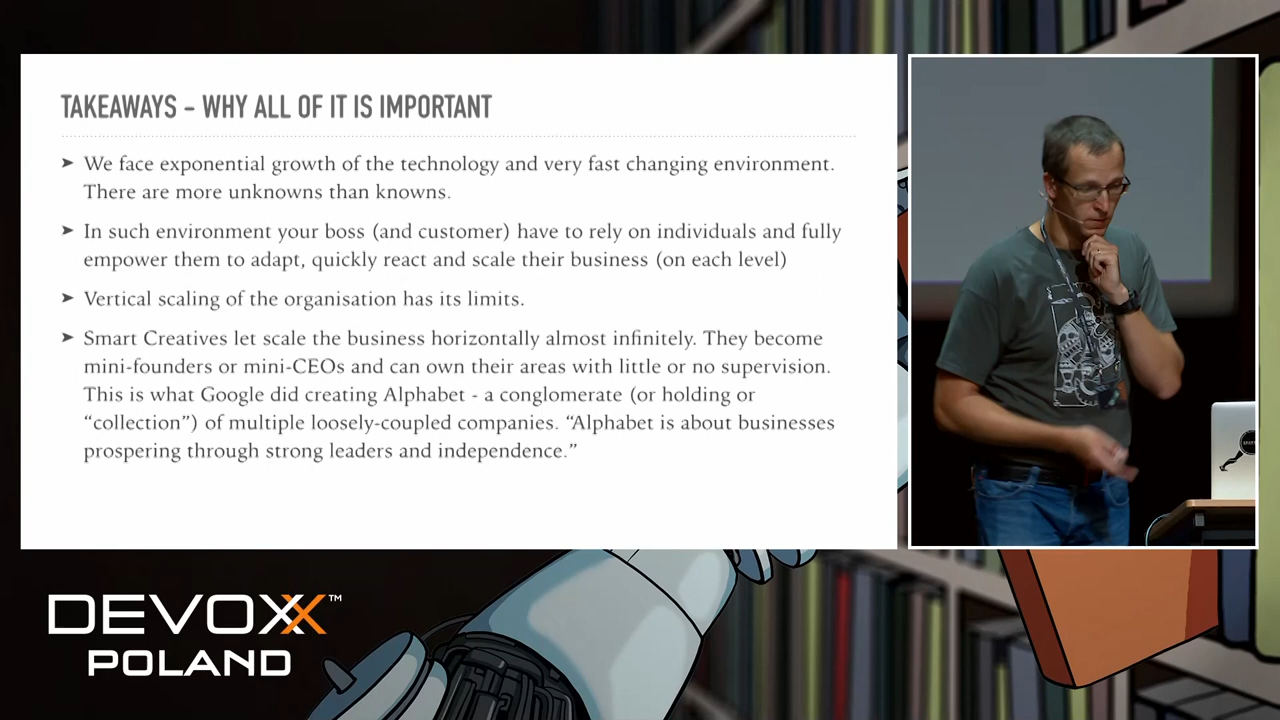 TAKEAWAYS – WHY ALL OF IT IS IMPORTANT
➤ We face exponential growth of the technology and very fast changing environment.
There are more unknowns than knowns.
➤ In such environment your boss (and customer) have to rely on individuals and fully
empower them to adapt, quickly react and scale their business (on each level)
➤ Vertical scaling of the organisation has its limits.
➤ Smart Creatives let scale the business horizontally almost infinitely. They become
mini-founders or mini-CEOs and can own their areas with little or no supervision.
This is what Google did creating Alphabet - a conglomerate (or holding or
“collection”) of multiple loosely-coupled companies. “Alphabet is about businesses
prospering through strong leaders and independence.”
DEVOXX™
POLAND